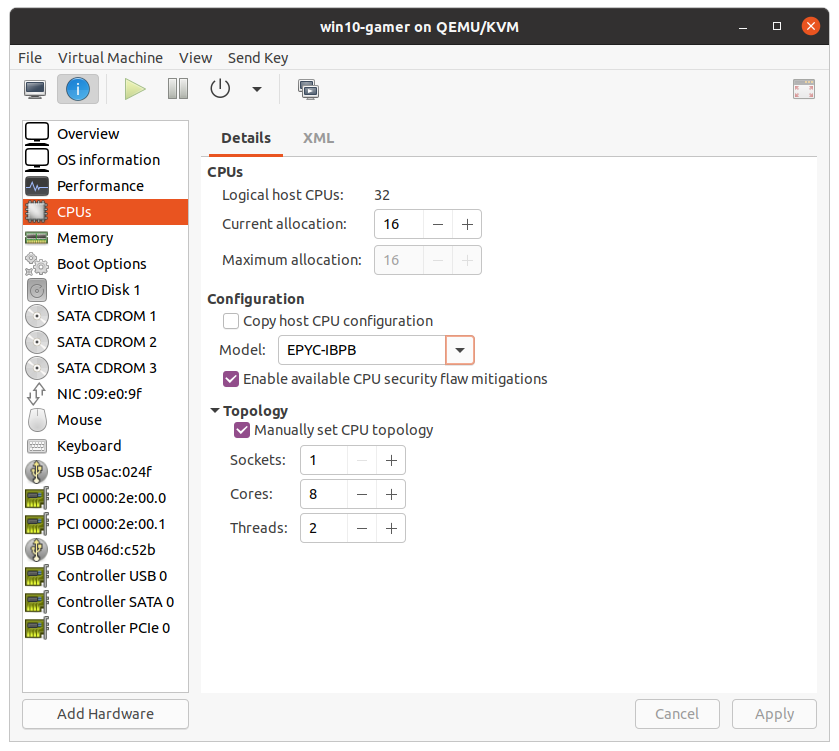 win10-gamer on QEMU/KVM
File Virtual Machine View Send Key
Overview
OS information
Performance
CPUs
Memory
Boot Options
VirtIO Disk 1
SATA CDROM 1
SATA CDROM 2
SATA CDROM 3
NIC :09:e0:9f
Mouse
Keyboard
USB 05ac:024f
PCI 0000:2e:00.0
PCI 0000:2e:00.1
USB 046d:c52b
Controller USB 0
Controller SATA 0
Controller PCIe 0
Add Hardware
Details XML
CPUs
Logical host CPUs: 32
Current allocation: 16 − +
Maximum allocation: 16 − +
Configuration
Copy host CPU configuration
Model: EPYC-IBPB
Enable available CPU security flaw mitigations
Topology
Manually set CPU topology
Sockets: 1 − +
Cores: 8 − +
Threads: 2 − +
Cancel Apply